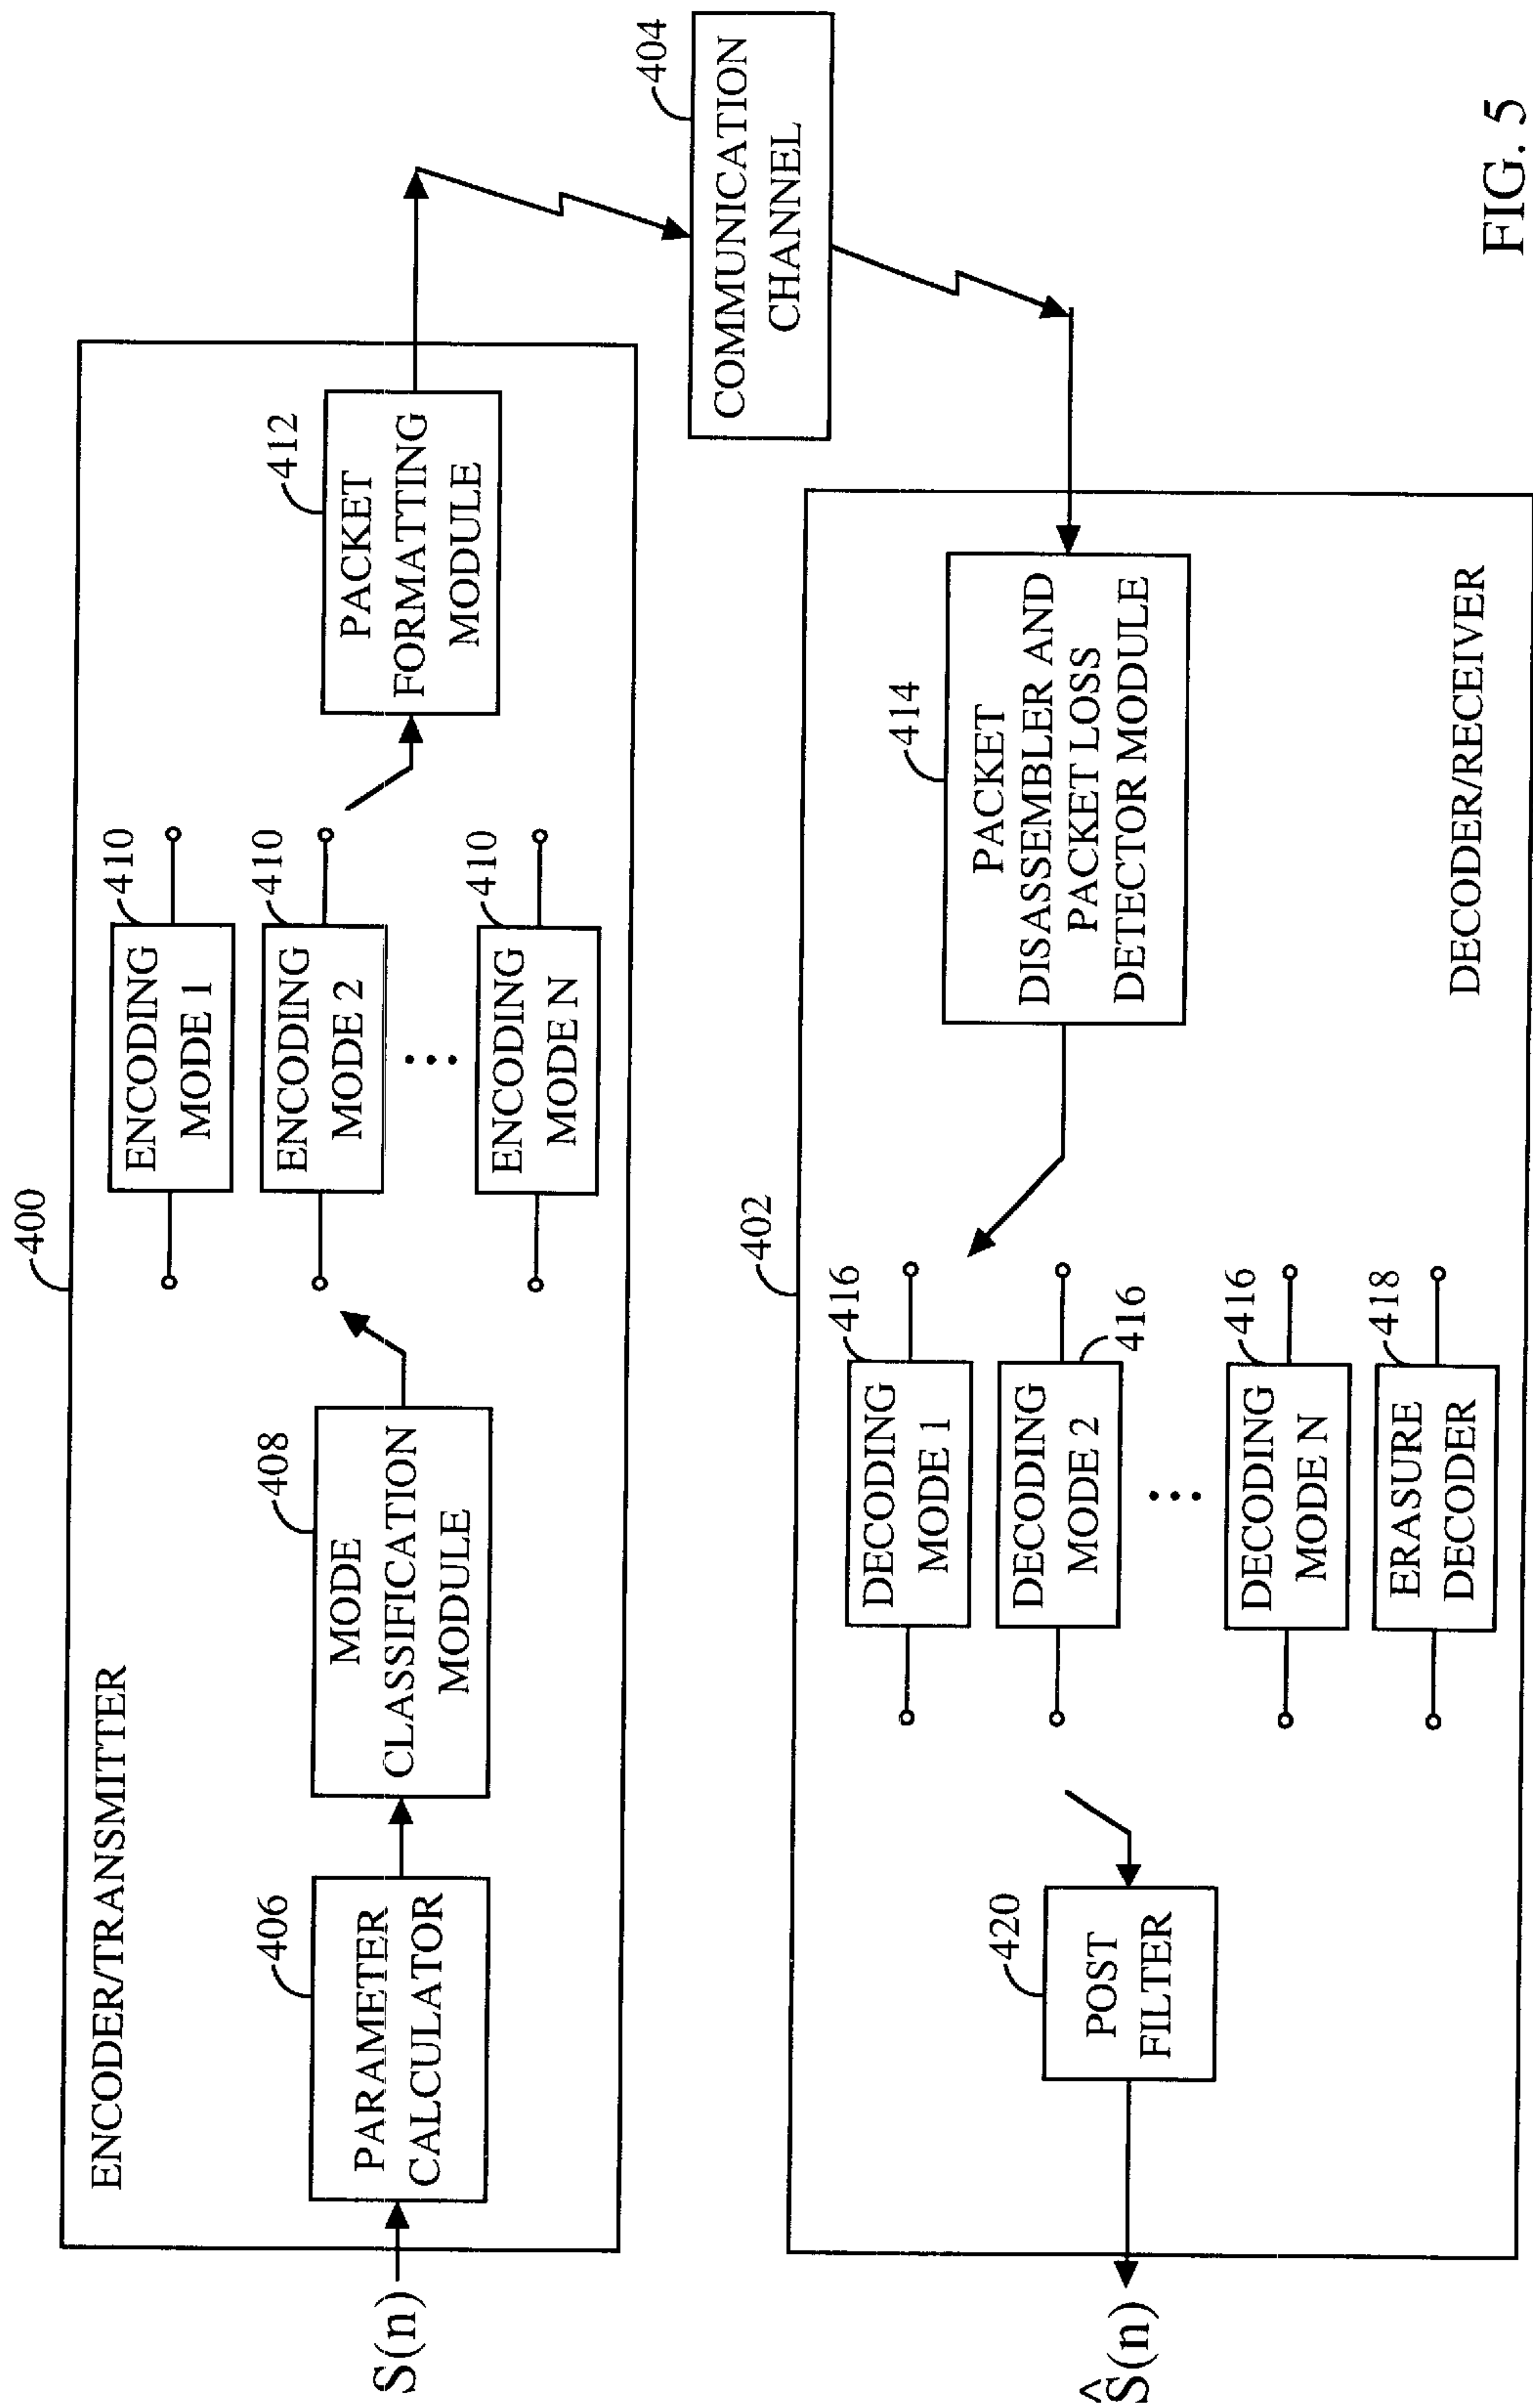 400
ENCODER/TRANSMITTER
S(n)
406
PARAMETER
CALCULATOR
408
MODE
CLASSIFICATION
MODULE
410
ENCODING
MODE 1
410
ENCODING
MODE 2
410
ENCODING
MODE N
412
PACKET
FORMATTING
MODULE
404
COMMUNICATION
CHANNEL
402
414
PACKET
DISASSEMBLER AND
PACKET LOSS
DETECTOR MODULE
416
DECODING
MODE 1
416
DECODING
MODE 2
416
DECODING
MODE N
418
ERASURE
DECODER
420
POST
FILTER
Ŝ(n)
DECODER/RECEIVER
FIG. 5